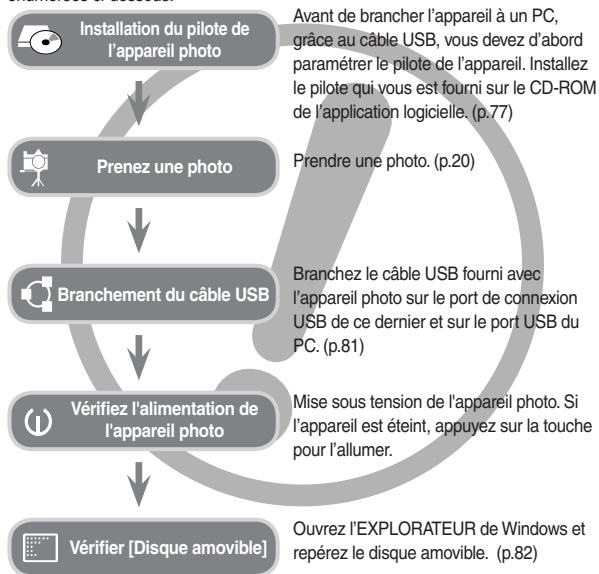 Installation du pilote de
l'appareil photo
Avant de brancher l'appareil à un PC,
grâce au câble USB, vous devez d'abord
paramétrer le pilote de l'appareil. Installez
le pilote qui vous est fourni sur le CD-ROM
de l'application logicielle. (p.77)
Prenez une photo
Prendre une photo. (p.20)
Branchement du câble USB
Branchez le câble USB fourni avec
l'appareil photo sur le port de connexion
USB de ce dernier et sur le port USB du
PC. (p.81)
Vérifiez l'alimentation de
l'appareil photo
Mise sous tension de l'appareil photo. Si
l'appareil est éteint, appuyez sur la touche
pour l'allumer.
Vérifier [Disque amovible]
Ouvrez l'EXPLORATEUR de Windows et
repérez le disque amovible. (p.82)